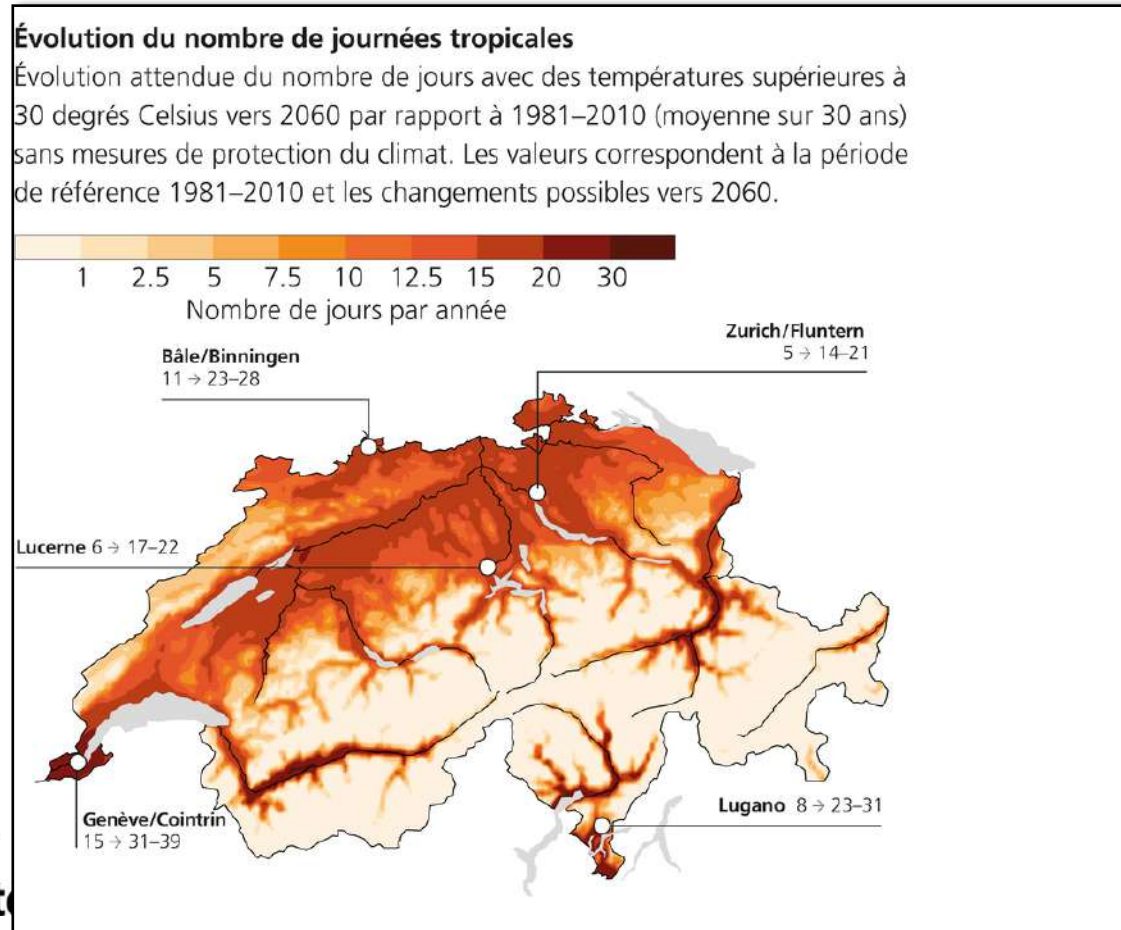 Évolution du nombre de journées tropicales
Évolution attendue du nombre de jours avec des températures supérieures à
30 degrés Celsius vers 2060 par rapport à 1981–2010 (moyenne sur 30 ans)
sans mesures de protection du climat. Les valeurs correspondent à la période
de référence 1981–2010 et les changements possibles vers 2060.
1 2.5 5 7.5 10 12.5 15 20 30
Nombre de jours par année
Zurich/Fluntern
5 → 14–21
Bâle/Binningen
11 → 23–28
Lucerne 6 → 17–22
Genève/Cointrin
15 → 31–39
Lugano 8 → 23–31